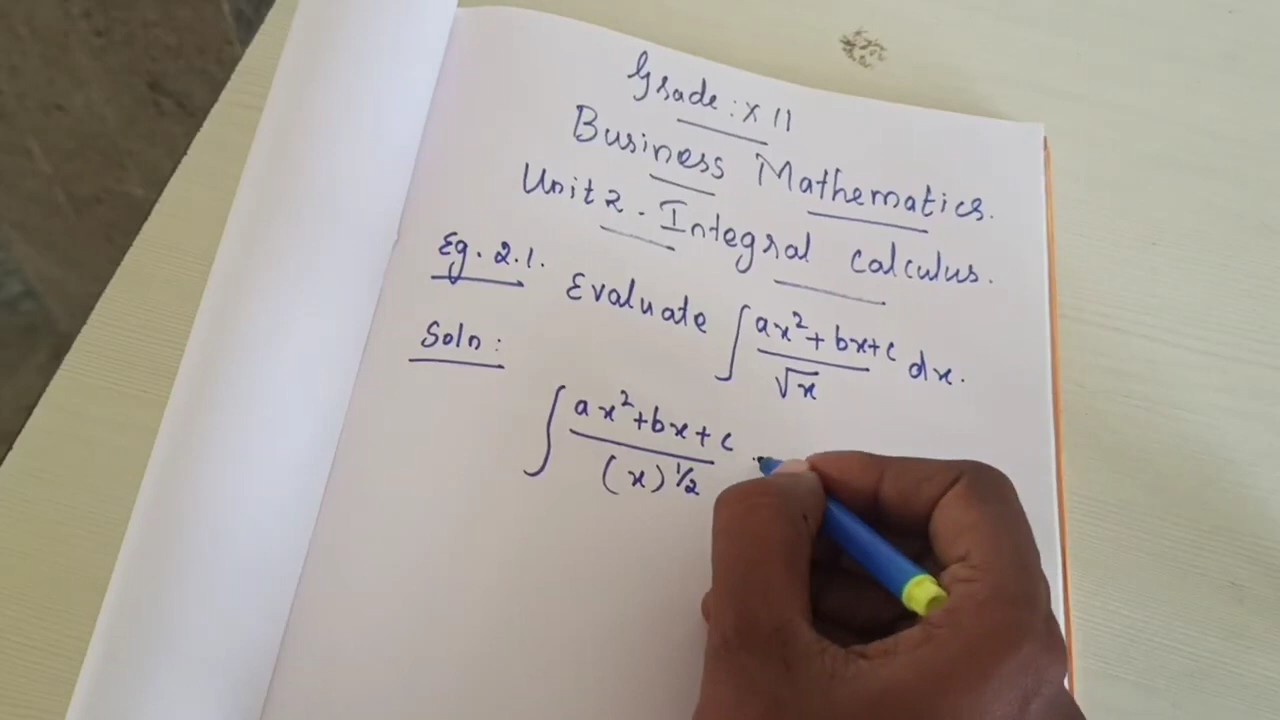 Grade : X II
Business Mathematics.
Unit 2 - Integral Calculus.
Eg. 2.1. Evaluate ∫ ax²+bx+c / √x dx.
Soln :
∫ ax²+bx+c / (x)^1/2